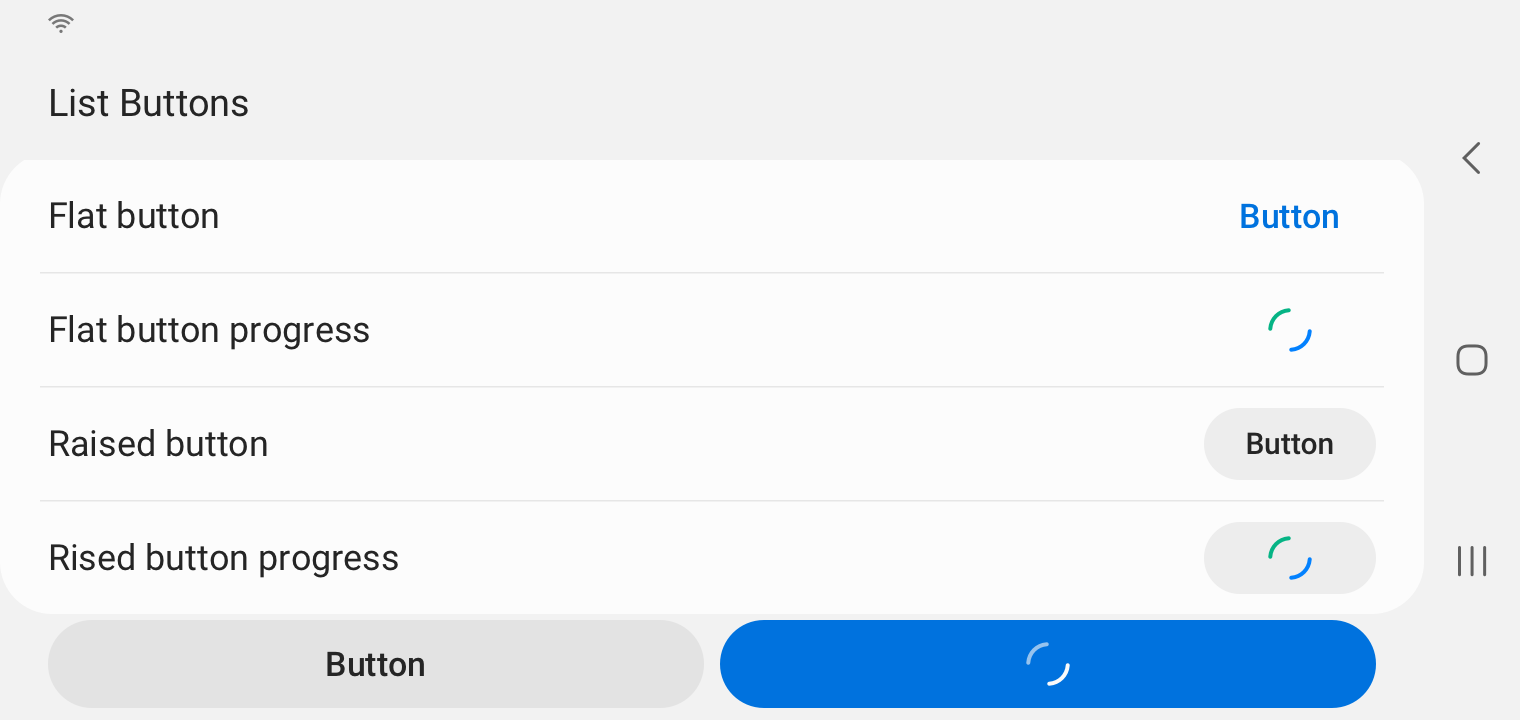 List Buttons
Flat button
Button
Flat button progress
Raised button
Button
Rised button progress
Button